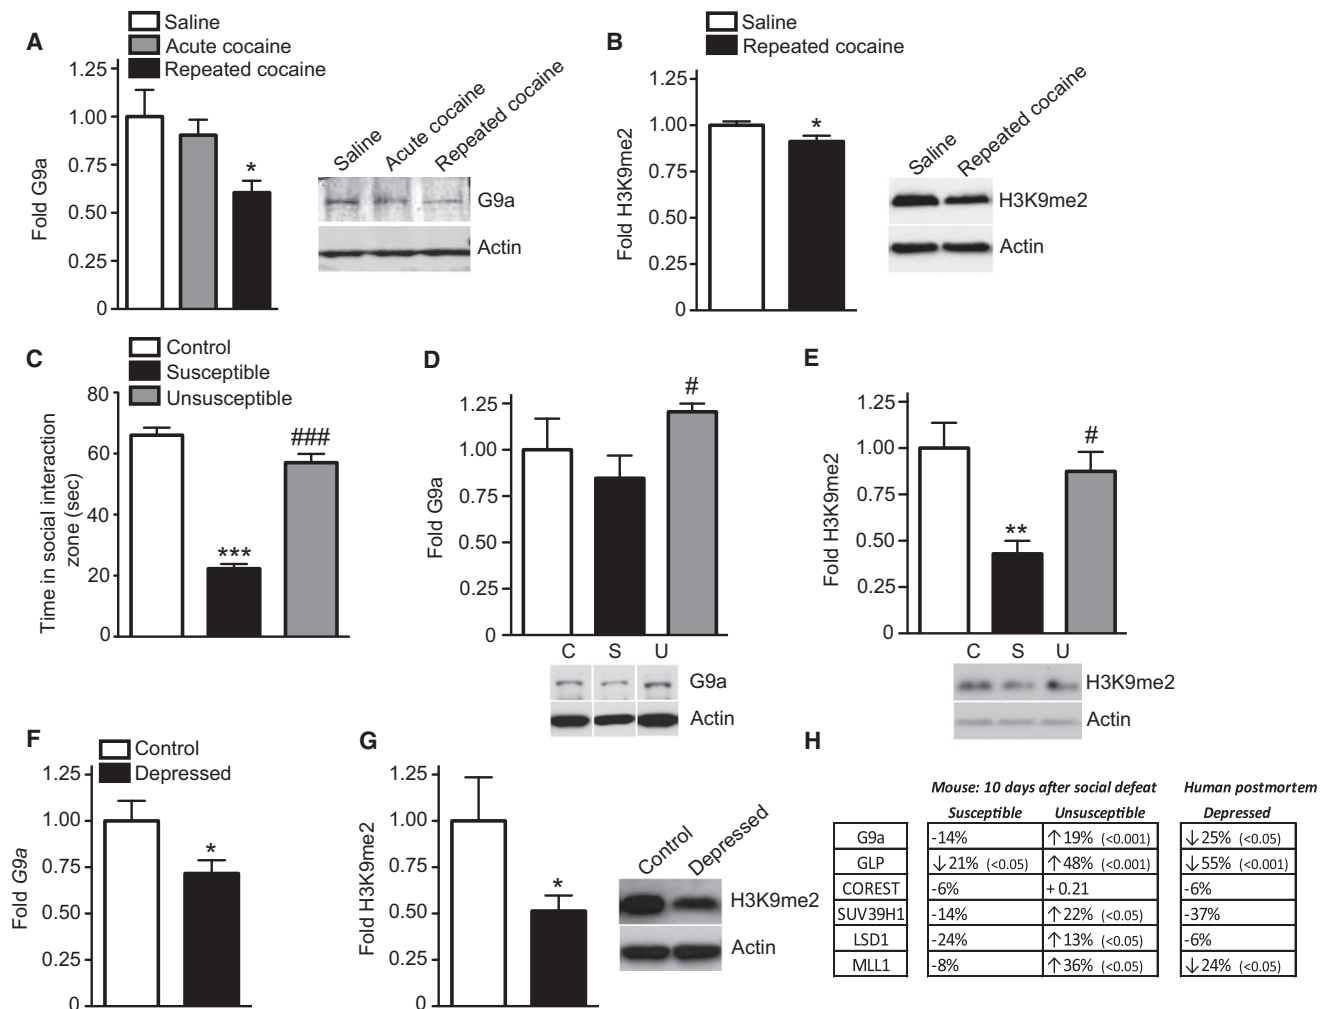 A
Saline
Acute cocaine
Repeated cocaine
Fold G9a
1.25
1.00
0.75
0.50
0.25
0
*
Saline
Acute cocaine
Repeated cocaine
G9a
Actin
B
Saline
Repeated cocaine
Fold H3K9me2
1.25
1.00
0.75
0.50
0.25
0
*
Saline
Repeated cocaine
H3K9me2
Actin
C
Control
Susceptible
Unsusceptible
Time in social interaction
zone (sec)
80
60
40
20
0
***
###
D
Fold G9a
1.25
1.00
0.75
0.50
0.25
0
#
C S U
G9a
Actin
E
Fold H3K9me2
1.25
1.00
0.75
0.50
0.25
0
**
#
C S U
H3K9me2
Actin
F
Control
Depressed
Fold G9a
1.25
1.00
0.75
0.50
0.25
0
*
G
Fold H3K9me2
1.25
1.00
0.75
0.50
0.25
0
*
Control
Depressed
H3K9me2
Actin
H
Mouse: 10 days after social defeat Human postmortem
Susceptible Unsusceptible Depressed
G9a -14% ↑19% (<0.001) ↓25% (<0.05)
GLP ↓21% (<0.05) ↑48% (<0.001) ↓55% (<0.001)
COREST -6% + 0.21 -6%
SUV39H1 -14% ↑22% (<0.05) -37%
LSD1 -24% ↑13% (<0.05) -6%
MLL1 -8% ↑36% (<0.05) ↓24% (<0.05)